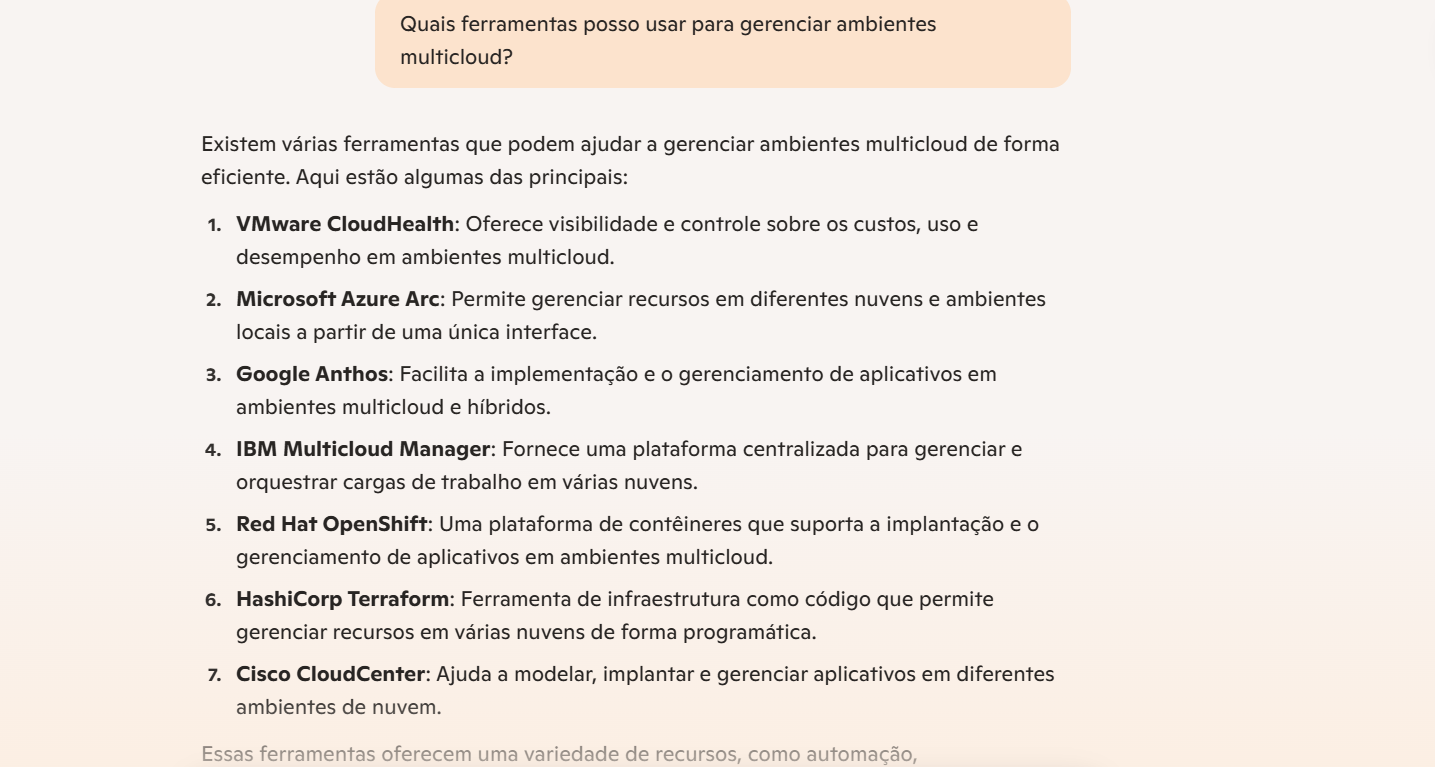 Quais ferramentas posso usar para gerenciar ambientes
multicloud?
Existem várias ferramentas que podem ajudar a gerenciar ambientes multicloud de forma
eficiente. Aqui estão algumas das principais:
1. VMware CloudHealth: Oferece visibilidade e controle sobre os custos, uso e
desempenho em ambientes multicloud.
2. Microsoft Azure Arc: Permite gerenciar recursos em diferentes nuvens e ambientes
locais a partir de uma única interface.
3. Google Anthos: Facilita a implementação e o gerenciamento de aplicativos em
ambientes multicloud e híbridos.
4. IBM Multicloud Manager: Fornece uma plataforma centralizada para gerenciar e
orquestrar cargas de trabalho em várias nuvens.
5. Red Hat OpenShift: Uma plataforma de contêineres que suporta a implantação e o
gerenciamento de aplicativos em ambientes multicloud.
6. HashiCorp Terraform: Ferramenta de infraestrutura como código que permite
gerenciar recursos em várias nuvens de forma programática.
7. Cisco CloudCenter: Ajuda a modelar, implantar e gerenciar aplicativos em diferentes
ambientes de nuvem.
Essas ferramentas oferecem uma variedade de recursos, como automação,